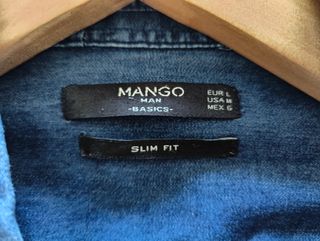 MANGO
MAN
-BASICS-
EUR L
USA M
MEX G
SLIM FIT